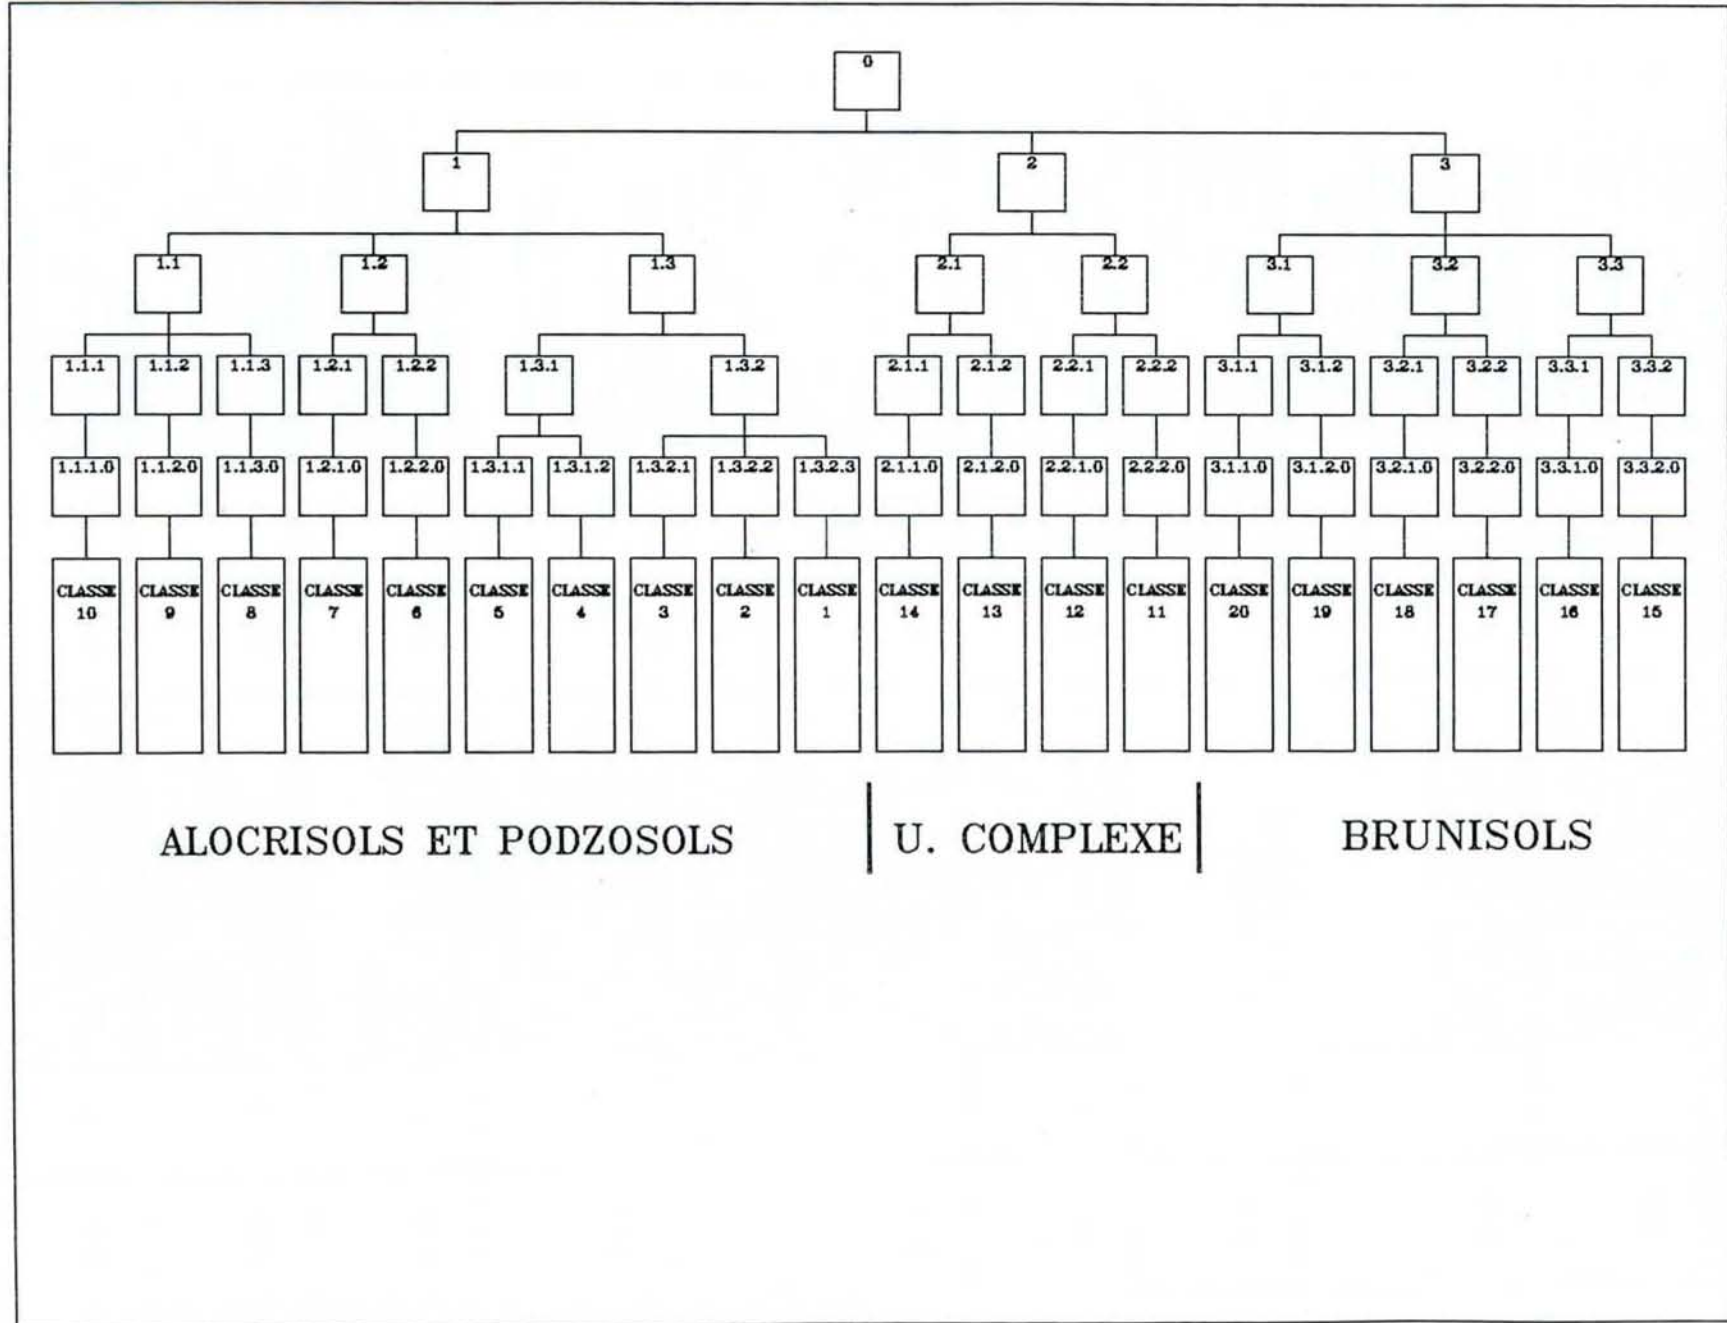 0
1 2 3
1.1 1.2 1.3 2.1 2.2 3.1 3.2 3.3
1.1.1 1.1.2 1.1.3 1.2.1 1.2.2 1.3.1 1.3.2 2.1.1 2.1.2 2.2.1 2.2.2 3.1.1 3.1.2 3.2.1 3.2.2 3.3.1 3.3.2
1.1.1.0 1.1.2.0 1.1.3.0 1.2.1.0 1.2.2.0 1.3.1.1 1.3.1.2 1.3.2.1 1.3.2.2 1.3.2.3 2.1.1.0 2.1.2.0 2.2.1.0 2.2.2.0 3.1.1.0 3.1.2.0 3.2.1.0 3.2.2.0 3.3.1.0 3.3.2.0
CLASSE CLASSE CLASSE CLASSE CLASSE CLASSE CLASSE CLASSE CLASSE CLASSE CLASSE CLASSE CLASSE CLASSE CLASSE CLASSE CLASSE CLASSE CLASSE CLASSE
10 9 8 7 6 5 4 3 2 1 14 13 12 11 20 19 18 17 16 15
ALOCRISOLS ET PODZOSOLS U. COMPLEXE BRUNISOLS